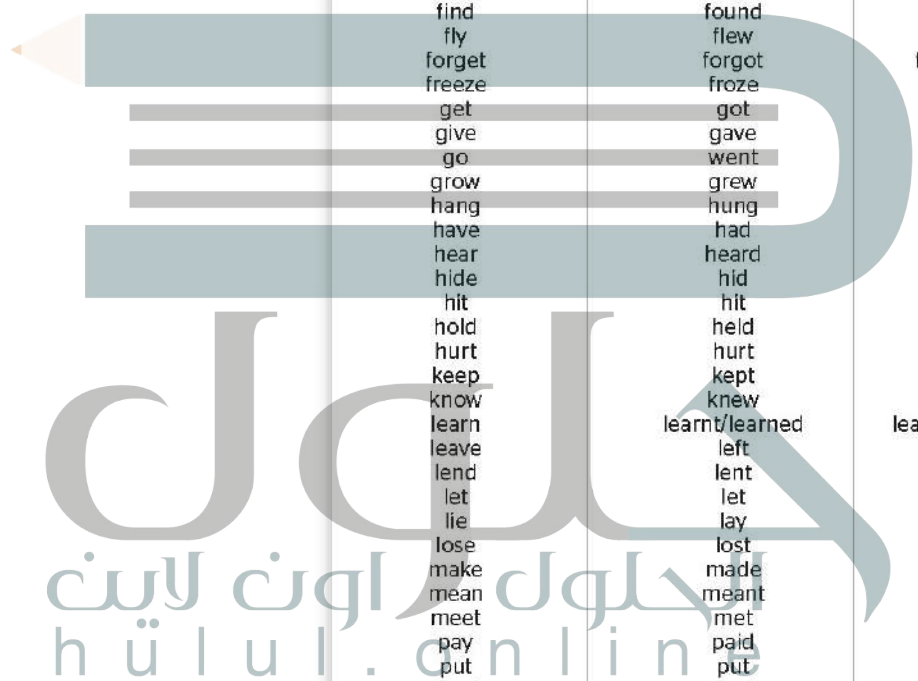 find found
fly flew
forget forgot
freeze froze
get got
give gave
go went
grow grew
hang hung
have had
hear heard
hide hid
hit hit
hold held
hurt hurt
keep kept
know knew
learn learnt/learned
leave left
lend lent
let let
lie lay
lose lost
make made
mean meant
meet met
pay paid
put put
حلول
الحلول اون لاين
hülul.online